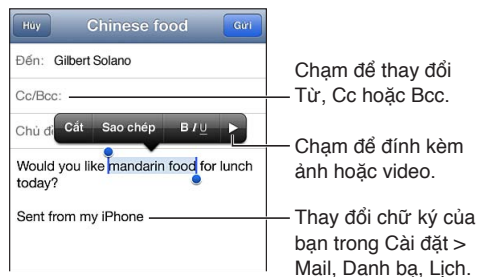 Hủy Chinese food Gửi
Đến: Gilbert Solano
Cc/Bcc:
Chủ đ
Cắt Sao chép B I U
Would you like mandarin food for lunch
today?
Sent from my iPhone
Chạm để thay đổi
Từ, Cc hoặc Bcc.
Chạm để đính kèm
ảnh hoặc video.
Thay đổi chữ ký của
bạn trong Cài đặt >
Mail, Danh bạ, Lịch.